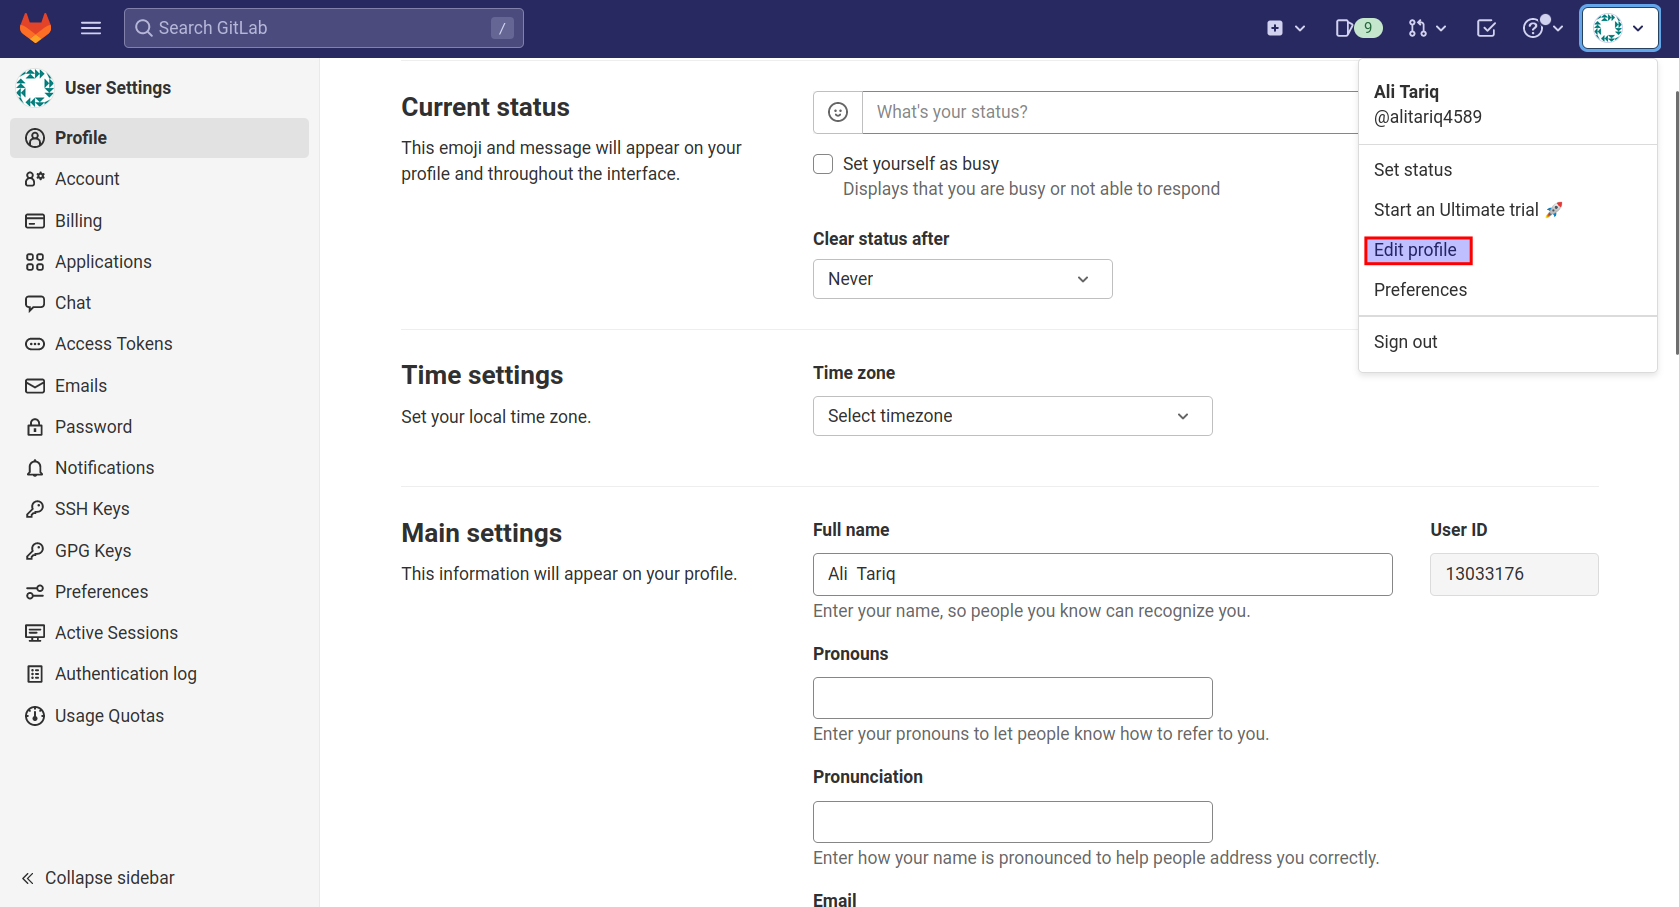 Search GitLab
/
9
User Settings
Profile
Account
Billing
Applications
Chat
Access Tokens
Emails
Password
Notifications
SSH Keys
GPG Keys
Preferences
Active Sessions
Authentication log
Usage Quotas
Collapse sidebar
Current status
This emoji and message will appear on your
profile and throughout the interface.
What's your status?
Set yourself as busy
Displays that you are busy or not able to respond
Clear status after
Never
Time settings
Set your local time zone.
Time zone
Select timezone
Main settings
This information will appear on your profile.
Full name
Ali Tariq
Enter your name, so people you know can recognize you.
User ID
13033176
Pronouns
Enter your pronouns to let people know how to refer to you.
Pronunciation
Enter how your name is pronounced to help people address you correctly.
Email
Ali Tariq
@alitariq4589
Set status
Start an Ultimate trial 🚀
Edit profile
Preferences
Sign out